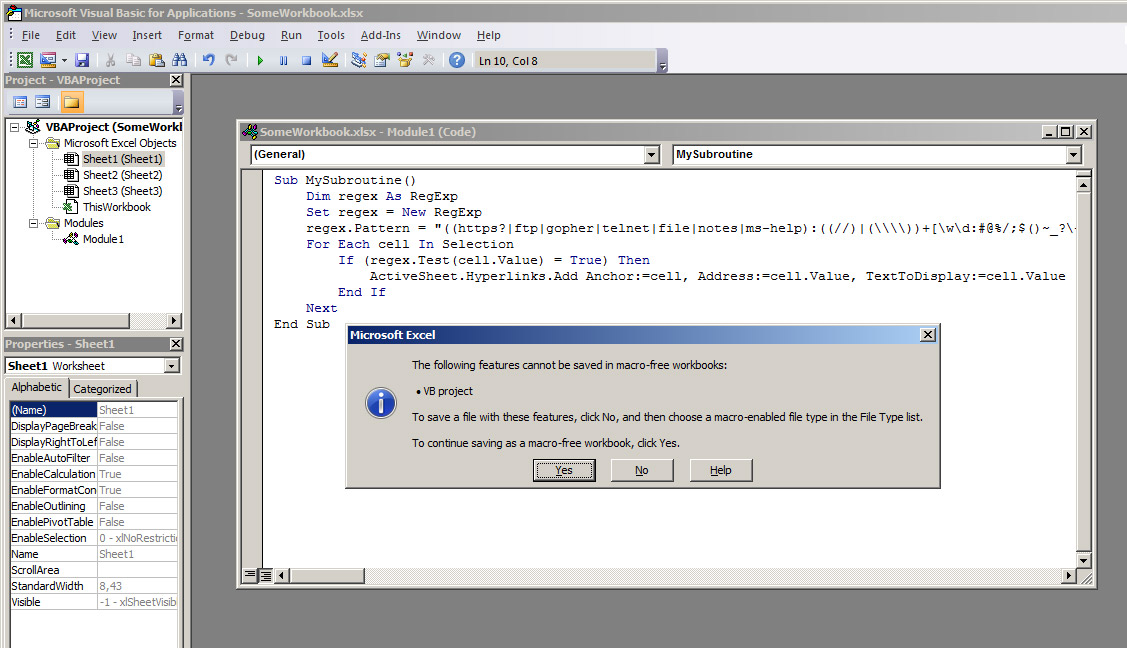 Microsoft Visual Basic for Applications - SomeWorkbook.xlsx
File Edit View Insert Format Debug Run Tools Add-Ins Window Help
Ln 10, Col 8
Project - VBAProject
VBAProject (SomeWorkl
Microsoft Excel Objects
Sheet1 (Sheet1)
Sheet2 (Sheet2)
Sheet3 (Sheet3)
ThisWorkbook
Modules
Module1
Properties - Sheet1
Sheet1 Worksheet
Alphabetic Categorized
(Name) Sheet1
DisplayPageBreak False
DisplayRightToLef False
EnableAutoFilter False
EnableCalculation True
EnableFormatCon True
EnableOutlining False
EnablePivotTable False
EnableSelection 0 - xlNoRestrictio
Name Sheet1
ScrollArea
StandardWidth 8,43
Visible -1 - xlSheetVisib
SomeWorkbook.xlsx - Module1 (Code)
(General) MySubroutine
Sub MySubroutine()
Dim regex As RegExp
Set regex = New RegExp
regex.Pattern = "((https?|ftp|gopher|telnet|file|notes|ms-help):((//)|(\\\\))+[\w\d:#@%/;$()~_?\-
For Each cell In Selection
If (regex.Test(cell.Value) = True) Then
ActiveSheet.Hyperlinks.Add Anchor:=cell, Address:=cell.Value, TextToDisplay:=cell.Value
End If
Next
End Sub
Microsoft Excel
The following features cannot be saved in macro-free workbooks:
• VB project
To save a file with these features, click No, and then choose a macro-enabled file type in the File Type list.
To continue saving as a macro-free workbook, click Yes.
Yes No Help